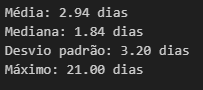 Média: 2.94 dias
Mediana: 1.84 dias
Desvio padrão: 3.20 dias
Máximo: 21.00 dias